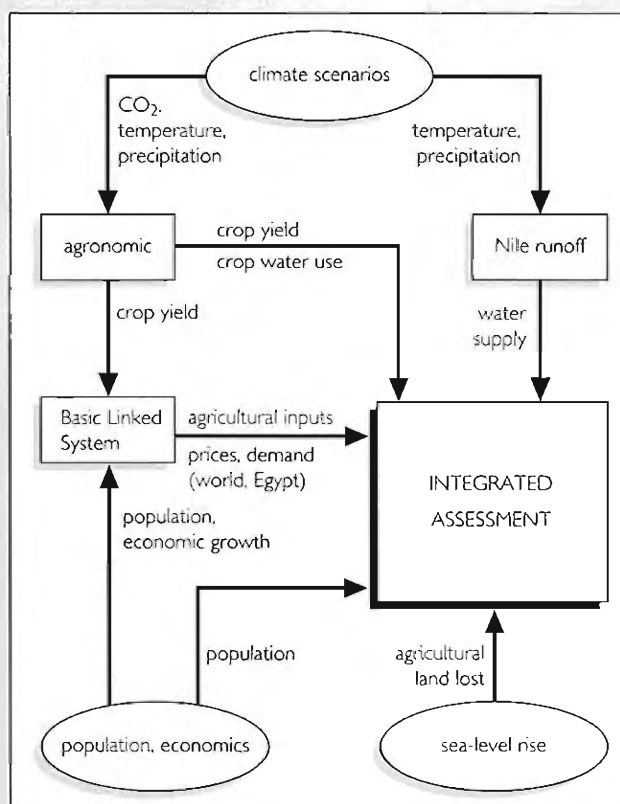 climate scenarios
CO₂,
temperature,
precipitation
temperature,
precipitation
agronomic
crop yield
crop water use
Nile runoff
crop yield
water
supply
Basic Linked
System
agricultural inputs
prices, demand
(world, Egypt)
INTEGRATED
ASSESSMENT
population,
economic growth
population
agricultural
land lost
population, economics
sea-level rise